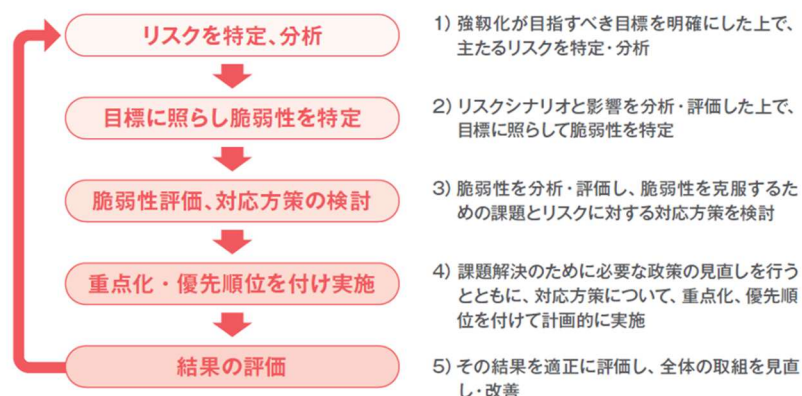 リスクを特定、分析
1) 強靱化が目指すべき目標を明確にした上で、
主たるリスクを特定・分析
目標に照らし脆弱性を特定
2) リスクシナリオと影響を分析・評価した上で、
目標に照らして脆弱性を特定
脆弱性評価、対応方策の検討
3) 脆弱性を分析・評価し、脆弱性を克服するた
めの課題とリスクに対する対応方策を検討
重点化・優先順位を付け実施
4) 課題解決のために必要な政策の見直しを行う
とともに、対応方策について、重点化、優先順
位を付けて計画的に実施
結果の評価
5) その結果を適正に評価し、全体の取組を見直
し・改善